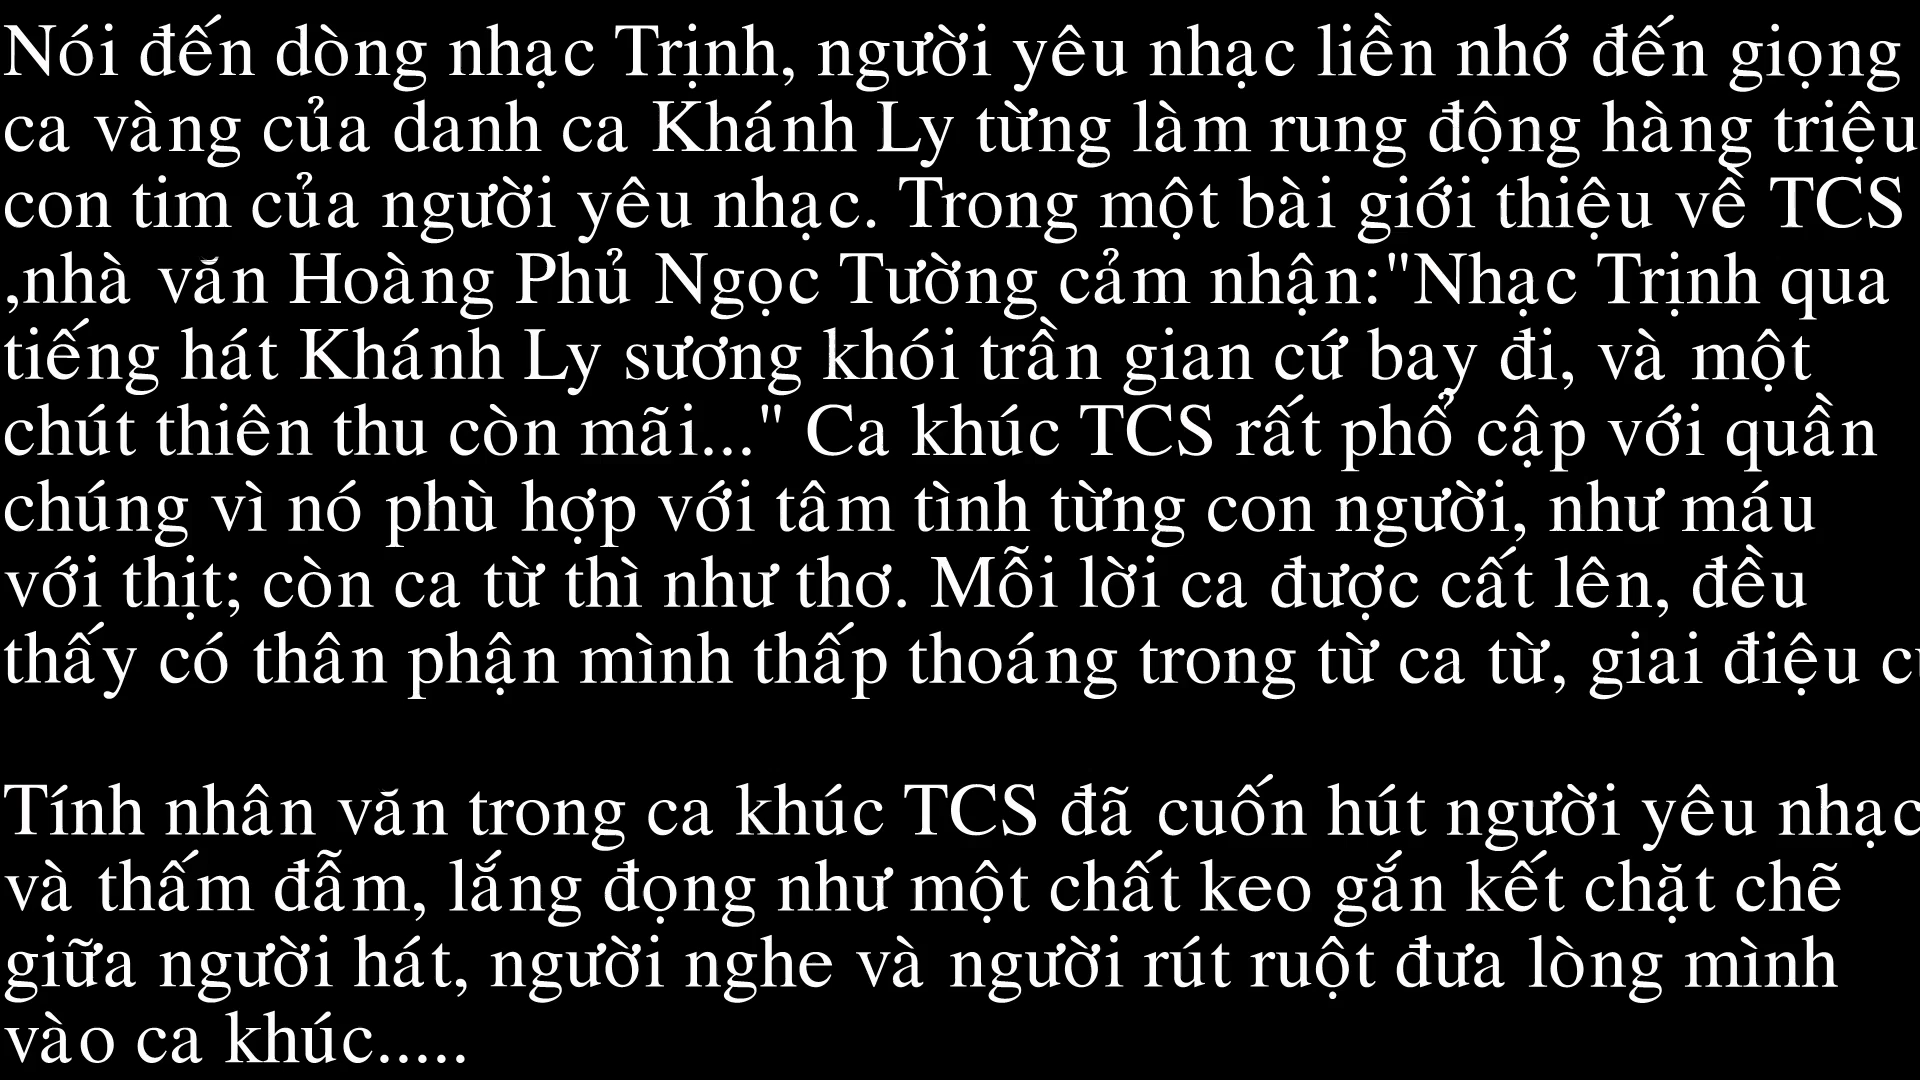 Nói đến dòng nhạc Trịnh, người yêu nhạc liền nhớ đến giọng
ca vàng của danh ca Khánh Ly từng làm rung động hàng triệu
con tim của người yêu nhạc. Trong một bài giới thiệu về TCS
,nhà văn Hoàng Phủ Ngọc Tường cảm nhận:"Nhạc Trịnh qua
tiếng hát Khánh Ly sương khói trần gian cứ bay đi, và một
chút thiên thu còn mãi..." Ca khúc TCS rất phổ cập với quần
chúng vì nó phù hợp với tâm tình từng con người, như máu
với thịt; còn ca từ thì như thơ. Mỗi lời ca được cất lên, đều
thấy có thân phận mình thấp thoáng trong từ ca từ, giai điệu
Tính nhân văn trong ca khúc TCS đã cuốn hút người yêu nhạc
và thấm đẫm, lắng đọng như một chất keo gắn kết chặt chẽ
giữa người hát, người nghe và người rút ruột đưa lòng mình
vào ca khúc.....